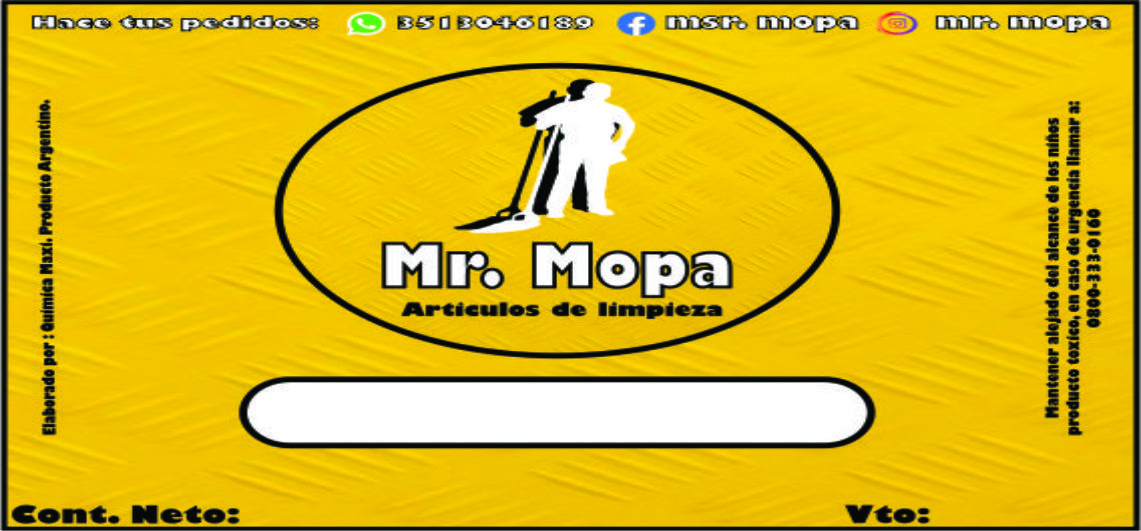 Hace tus pedidos: 3513046189 msr. mopa mr. mopa
Elaborado por : Química Maxi. Producto Argentino.
Mr. Mopa
Artículos de limpieza
Mantener alejado del alcance de los niños
producto toxico, en caso de urgencia llamar a:
0800-333-0160
Cont. Neto:
Vto: